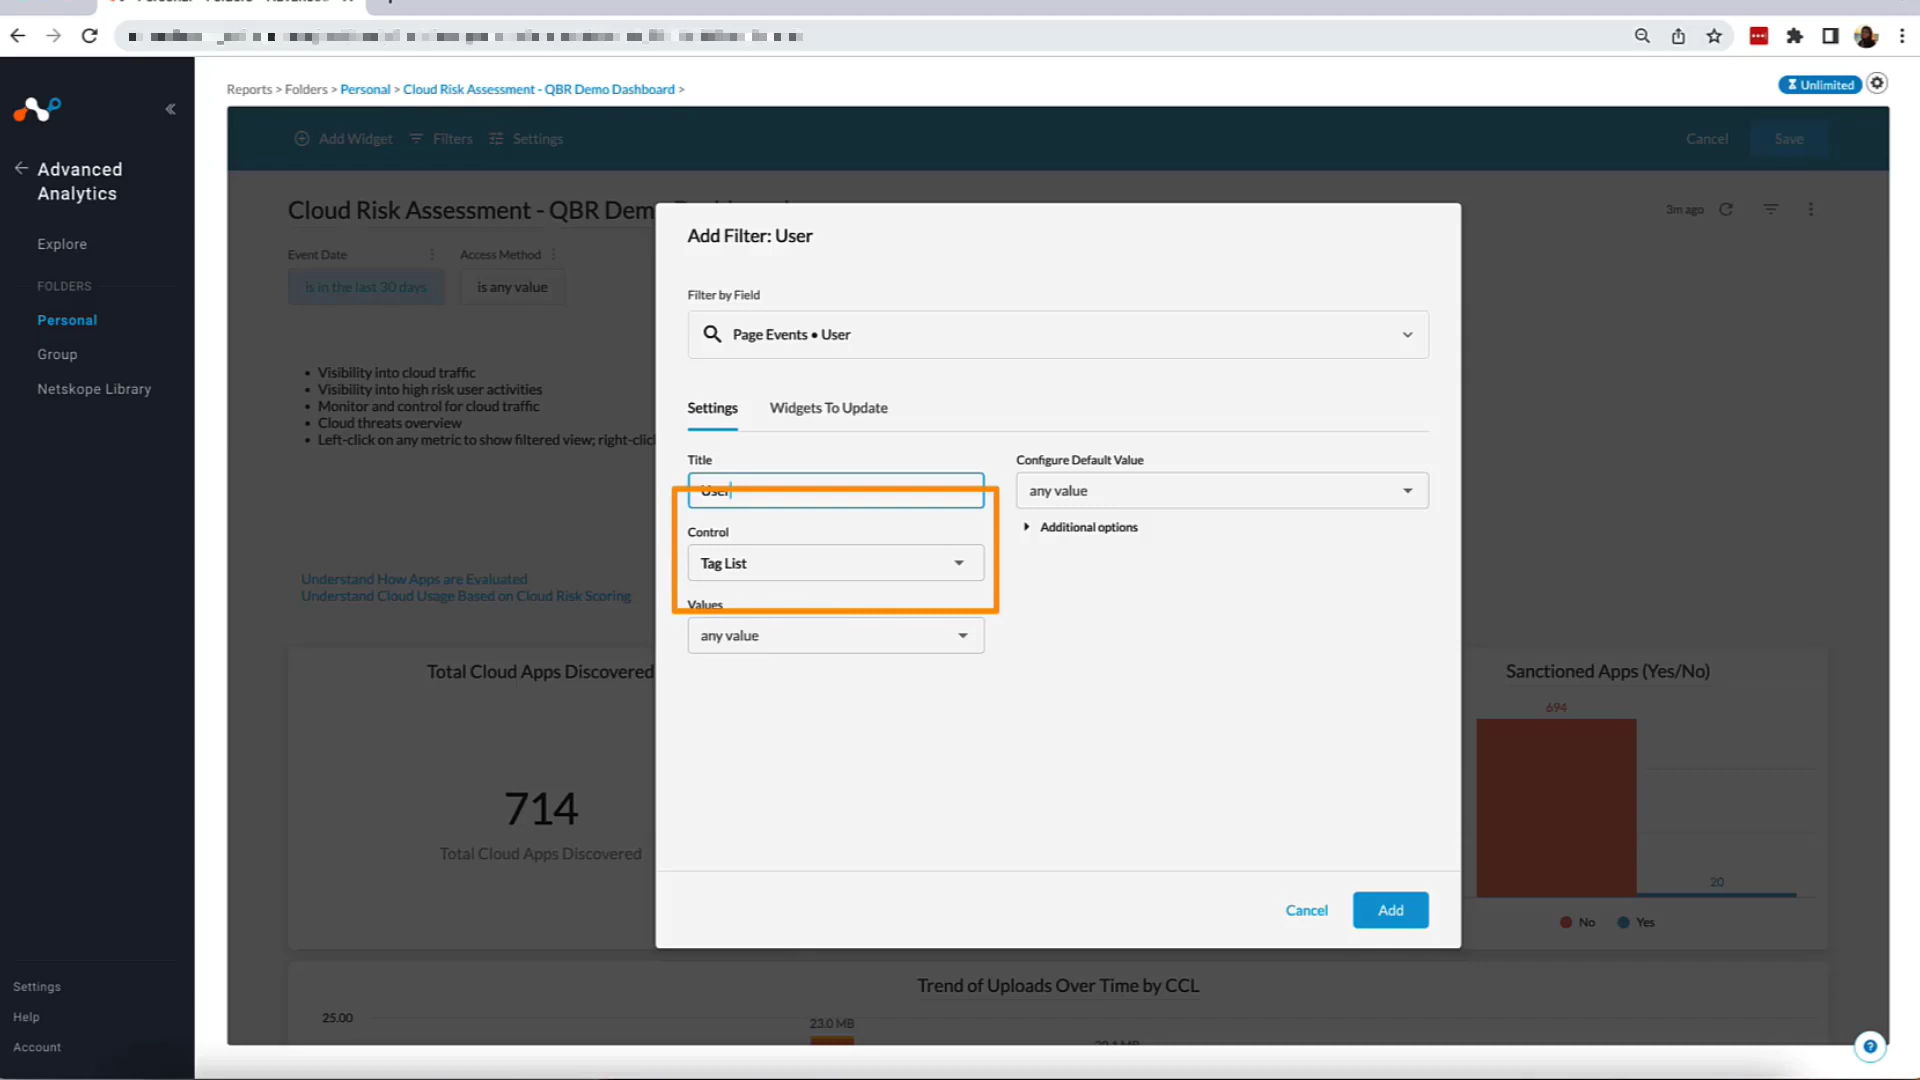 Reports > Folders > Personal > Cloud Risk Assessment - QBR Demo Dashboard >
Unlimited
Advanced
Analytics
Explore
FOLDERS
Personal
Group
Netskope Library
Settings
Help
Account
Add Widget
Filters
Settings
Cancel
Save
Cloud Risk Assessment - QBR Dem
3m ago
Event Date
is in the last 30 days
Access Method
is any value
Visibility into cloud traffic
Visibility into high risk user activities
Monitor and control for cloud traffic
Cloud threats overview
Left-click on any metric to show filtered view; right-clic
Understand How Apps are Evaluated
Understand Cloud Usage Based on Cloud Risk Scoring
Total Cloud Apps Discovered
714
Total Cloud Apps Discovered
Add Filter: User
Filter by Field
Page Events • User
Settings
Widgets To Update
Title
User
Control
Tag List
Values
any value
Configure Default Value
any value
Additional options
Cancel
Add
Sanctioned Apps (Yes/No)
694
20
No
Yes
Trend of Uploads Over Time by CCL
25.00
23.0 MB